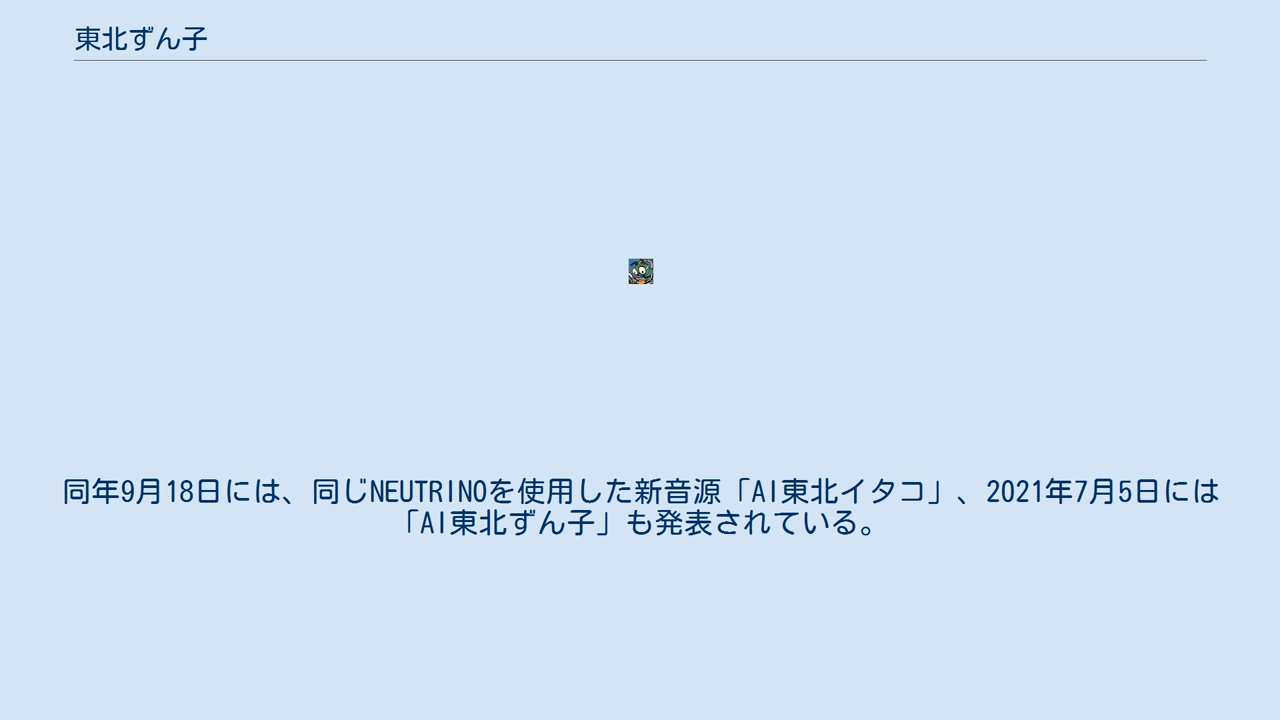 東北ずん子
同年9月18日には、同じNEUTRINOを使用した新音源「AI東北イタコ」、2021年7月5日には
「AI東北ずん子」も発表されている。